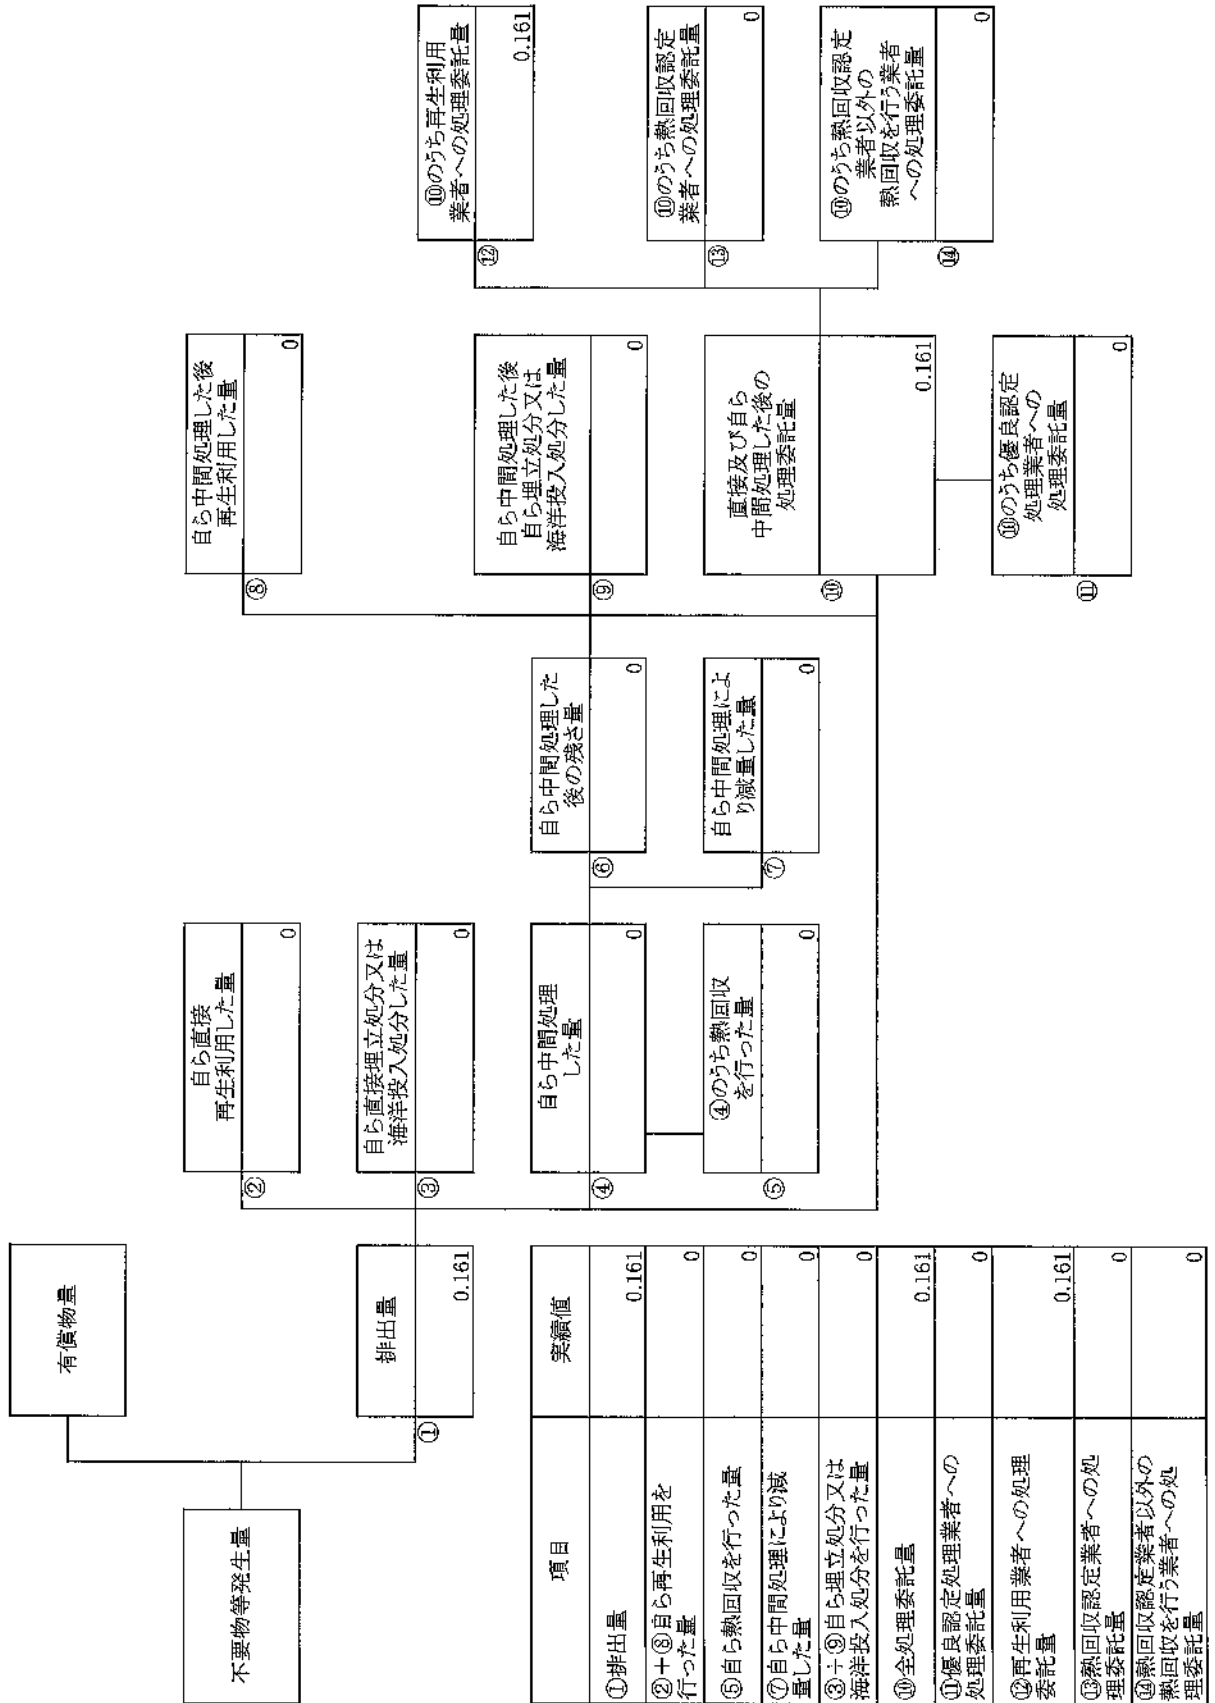 不要物等発生量
有償物量
①
排出量
0.161
②
自ら直接
再生利用した量
0
③
自ら直接埋立処分又は
海洋投入処分した量
0
④
自ら中間処理
した量
0
⑤
④のうち熱回収
を行った量
0
⑥
自ら中間処理した
後の残さ量
0
⑦
自ら中間処理によ
り減量した量
0
⑧
自ら中間処理した後
再生利用した量
0
⑨
自ら中間処理した後
自ら埋立処分又は
海洋投入処分した量
0
⑩
直接及び自ら
中間処理した後の
処理委託量
0.161
⑪
⑩のうち優良認定
処理業者への
処理委託量
0
⑫
⑩のうち再生利用
業者への処理委託量
0.161
⑬
⑩のうち熱回収認定
業者への処理委託量
0
⑭
⑩のうち熱回収認定
業者以外の
熱回収を行う業者
への処理委託量
0
項目 実績値
①排出量 0.161
②+⑧自ら再生利用を
行った量 0
⑤自ら熱回収を行った量 0
⑦自ら中間処理により減
量した量 0
③+⑨自ら埋立処分又は
海洋投入処分を行った量 0
⑩全処理委託量 0.161
⑪優良認定処理業者への
処理委託量 0
⑫再生利用業者への処理
委託量 0.161
⑬熱回収認定業者への処
理委託量 0
⑭熱回収認定業者以外の
熱回収を行う業者への処
理委託量 0